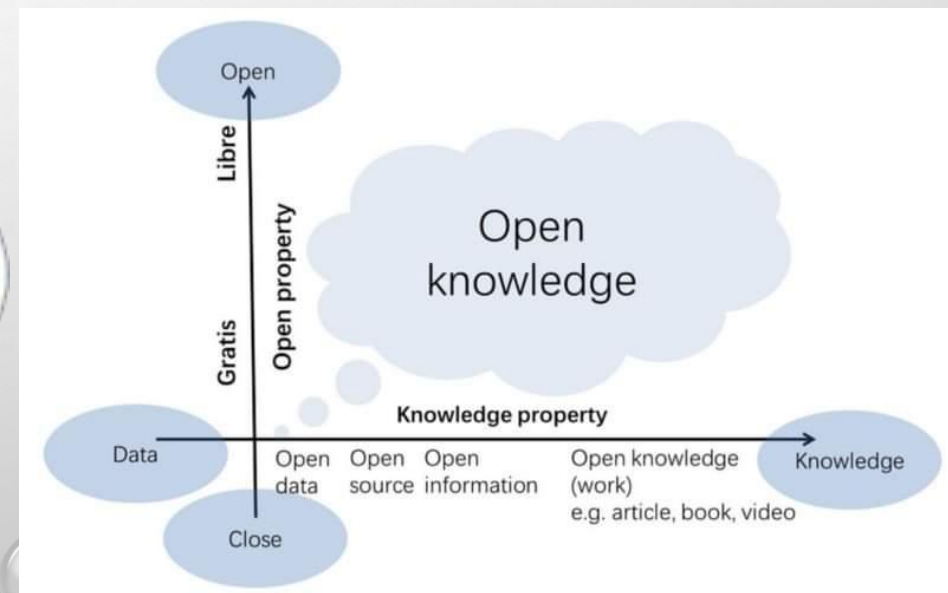 Open
Libre
Open property
Gratis
Open
knowledge
Knowledge property
Data
Open data
Open source
Open information
Open knowledge
(work)
e.g. article, book, video
Knowledge
Close